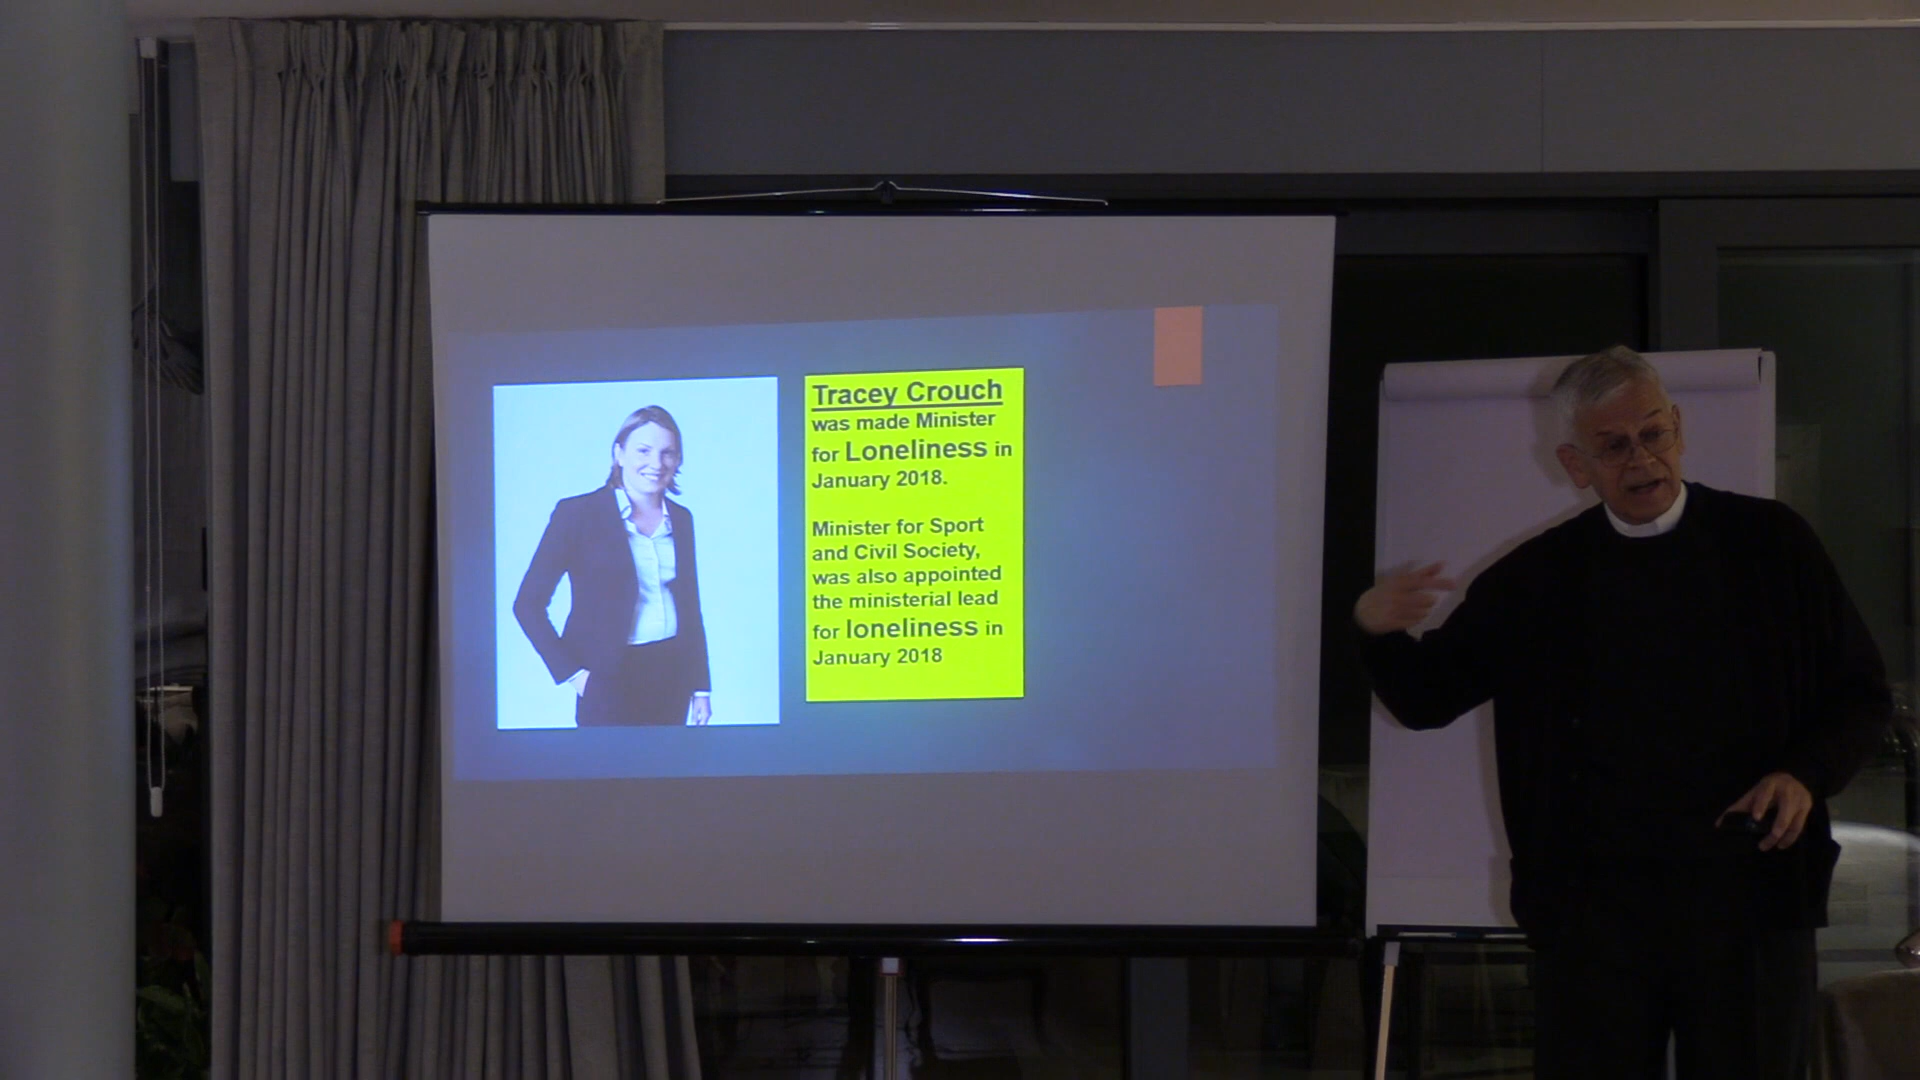 Tracey Crouch
was made Minister
for Loneliness in
January 2018.
Minister for Sport
and Civil Society,
was also appointed
the ministerial lead
for loneliness in
January 2018